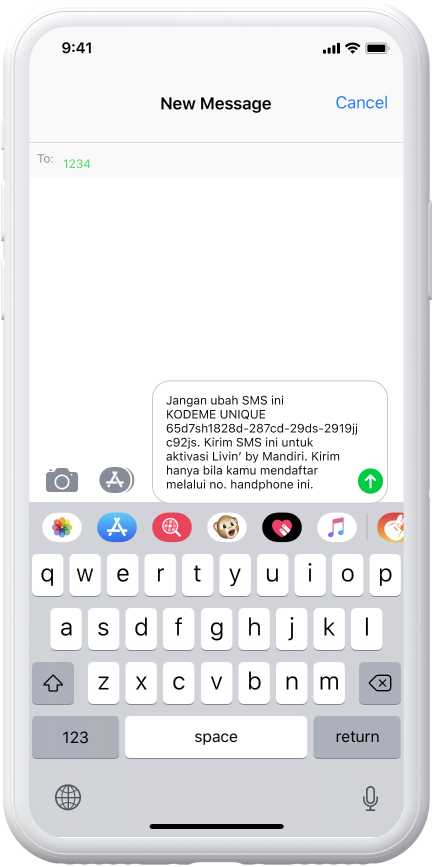 9:41
New Message
Cancel
To: 1234
Jangan ubah SMS ini
KODEME UNIQUE
65d7sh1828d-287cd-29ds-2919jj
c92js. Kirim SMS ini untuk
aktivasi Livin’ by Mandiri. Kirim
hanya bila kamu mendaftar
melalui no. handphone ini.
q w e r t y u i o p
a s d f g h j k l
z x c v b n m
123 space return